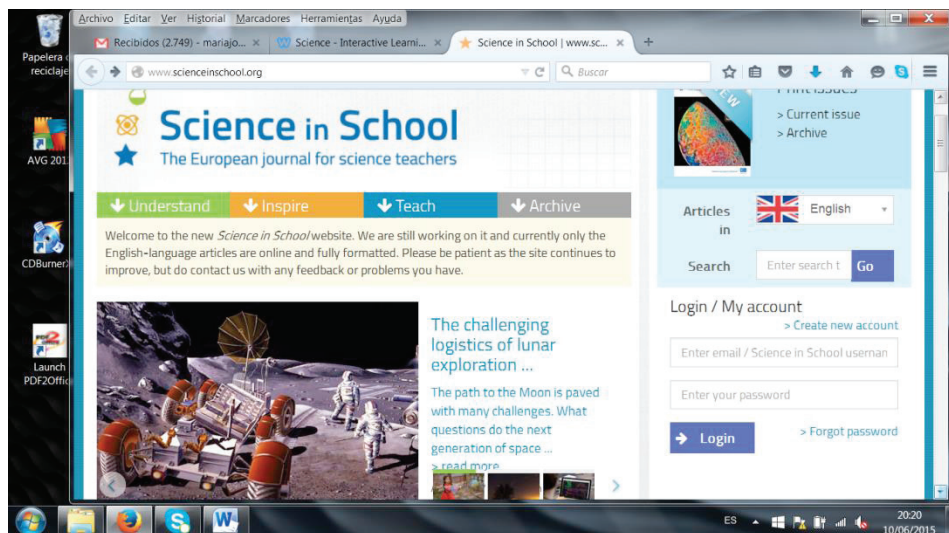 Papelera de
reciclaje
AVG 201
CDBurnerX
Launch
PDF2Offic
Archivo Editar Ver Historial Marcadores Herramientas Ayuda
Recibidos (2.749) - mariajo...
Science - Interactive Learni...
Science in School | www.sc...
www.scienceinschool.org
Buscar
Science in School
The European journal for science teachers
Understand Inspire Teach Archive
Welcome to the new Science in School website. We are still working on it and currently only the
English-language articles are online and fully formatted. Please be patient as the site continues to
improve, but do contact us with any feedback or problems you have.
The challenging
logistics of lunar
exploration ...
The path to the Moon is paved
with many challenges. What
questions do the next
generation of space ...
> read more
Print issues
> Current issue
> Archive
Articles
in
English
Search
Enter search t
Go
Login / My account
> Create new account
Enter email / Science in School usernam
Enter your password
Login
> Forgot password
ES
20:20
10/06/2015